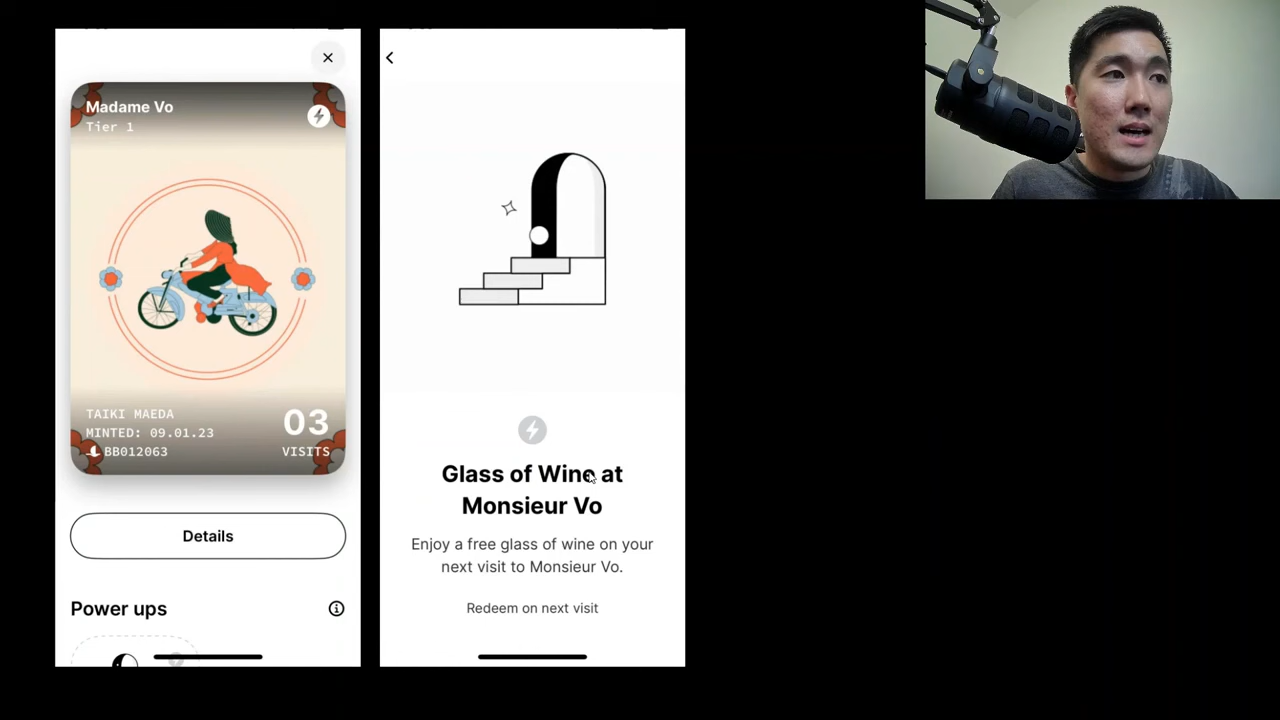 Madame Vo
Tier 1
TAIKI MAEDA
MINTED: 09.01.23
BB012063
03
VISITS
Details
Power ups
Glass of Wine at
Monsieur Vo
Enjoy a free glass of wine on your
next visit to Monsieur Vo.
Redeem on next visit